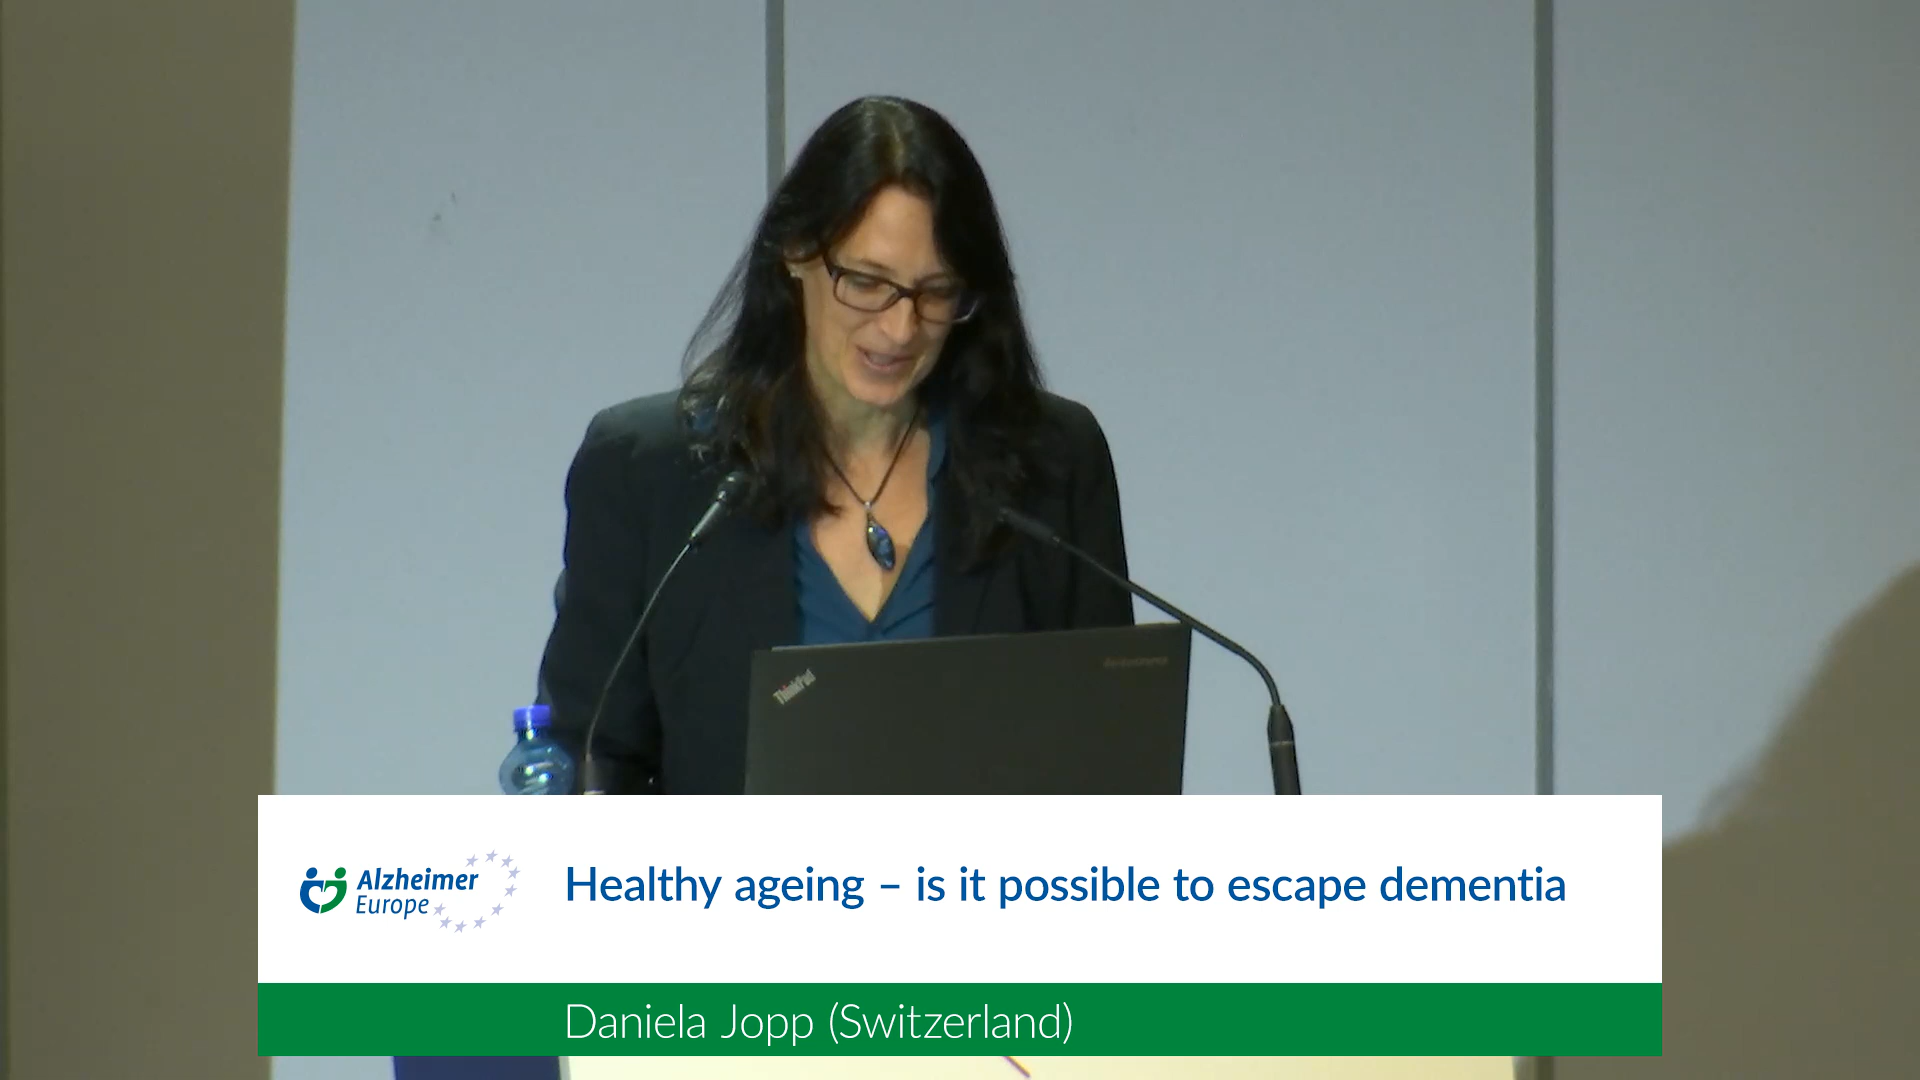 ThinkPad
Alzheimer
Europe
Healthy ageing – is it possible to escape dementia
Daniela Jopp (Switzerland)